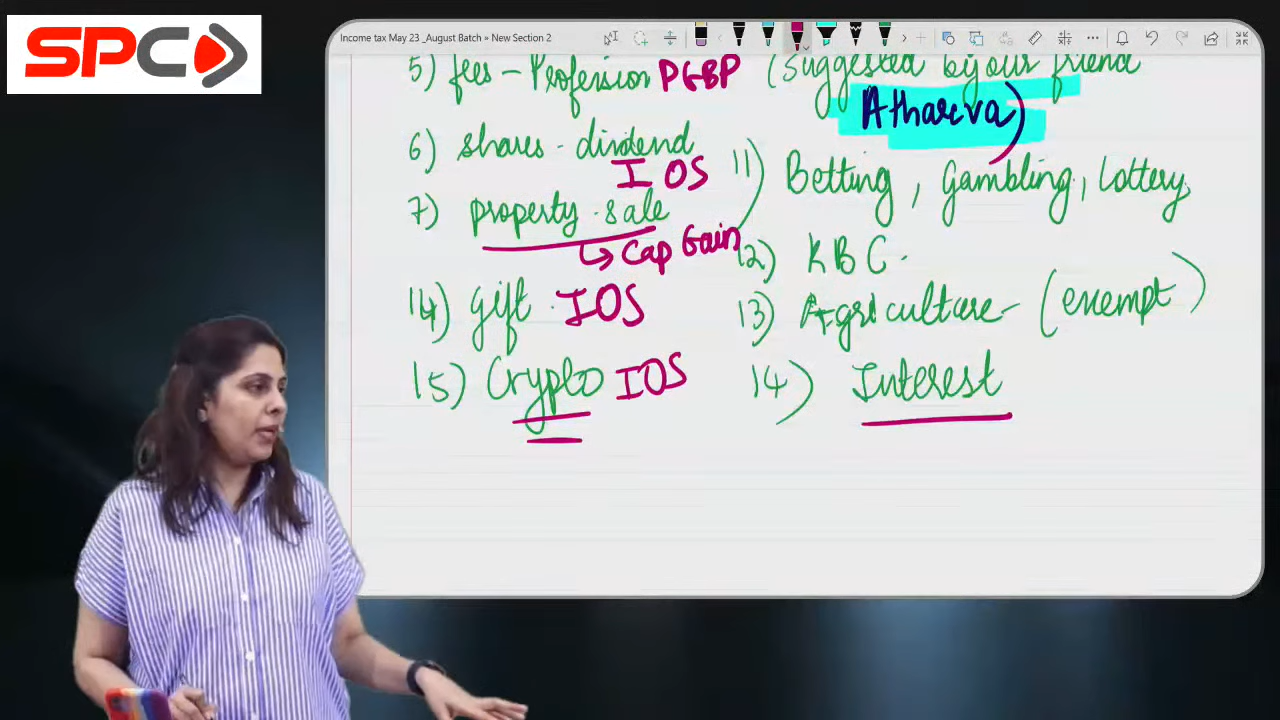 SPC
Income tax May 23 _August Batch » New Section 2
5) fees - Profession PGBP
(Suggested by our friend
Athareva)
6) shares - dividend
I OS
7) property sale
↳ Cap Gain
14) gift . IOS
15) Crypto IOS
11) Betting, Gambling, Lottery,
12) KBC.
13) Agriculture - (exempt)
14) Interest